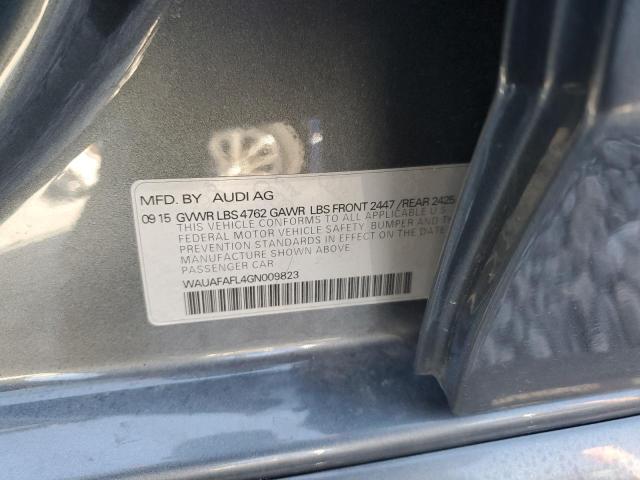 MFD. BY AUDI AG
09 15 GVWR LBS 4762 GAWR LBS FRONT 2447 /REAR 2425
THIS VEHICLE CONFORMS TO ALL APPLICABLE U.S
FEDERAL MOTOR VEHICLE SAFETY, BUMPER AND THEFT
PREVENTION STANDARDS IN EFFECT ON THE DATE OF
MANUFACTURE SHOWN ABOVE
PASSENGER CAR
WAUAFAFL4GN009823